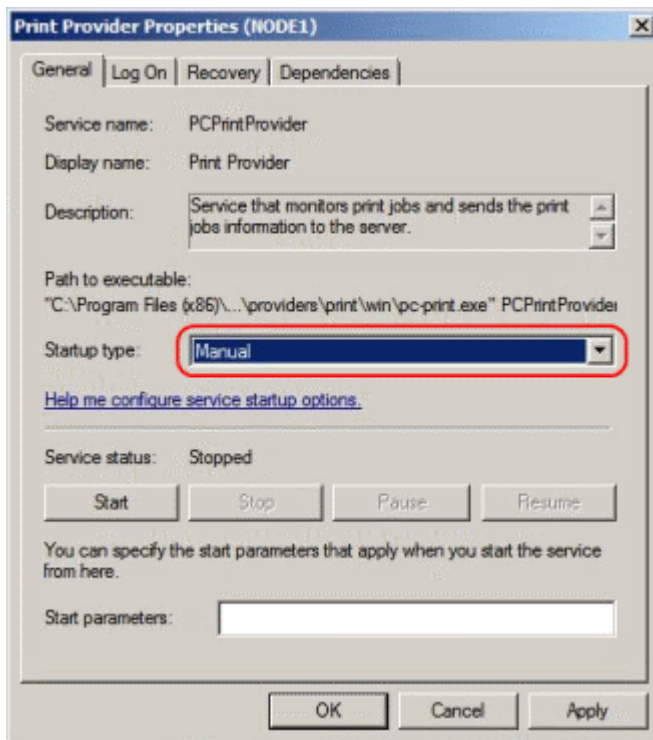 Print Provider Properties (NODE1)
General Log On Recovery Dependencies
Service name: PCPrintProvider
Display name: Print Provider
Description: Service that monitors print jobs and sends the print
jobs information to the server.
Path to executable:
"C:\Program Files (x86)\...\providers\print\win\pc-print.exe" PCPrintProvider
Startup type: Manual
Help me configure service startup options.
Service status: Stopped
Start Stop Pause Resume
You can specify the start parameters that apply when you start the service
from here.
Start parameters:
OK Cancel Apply